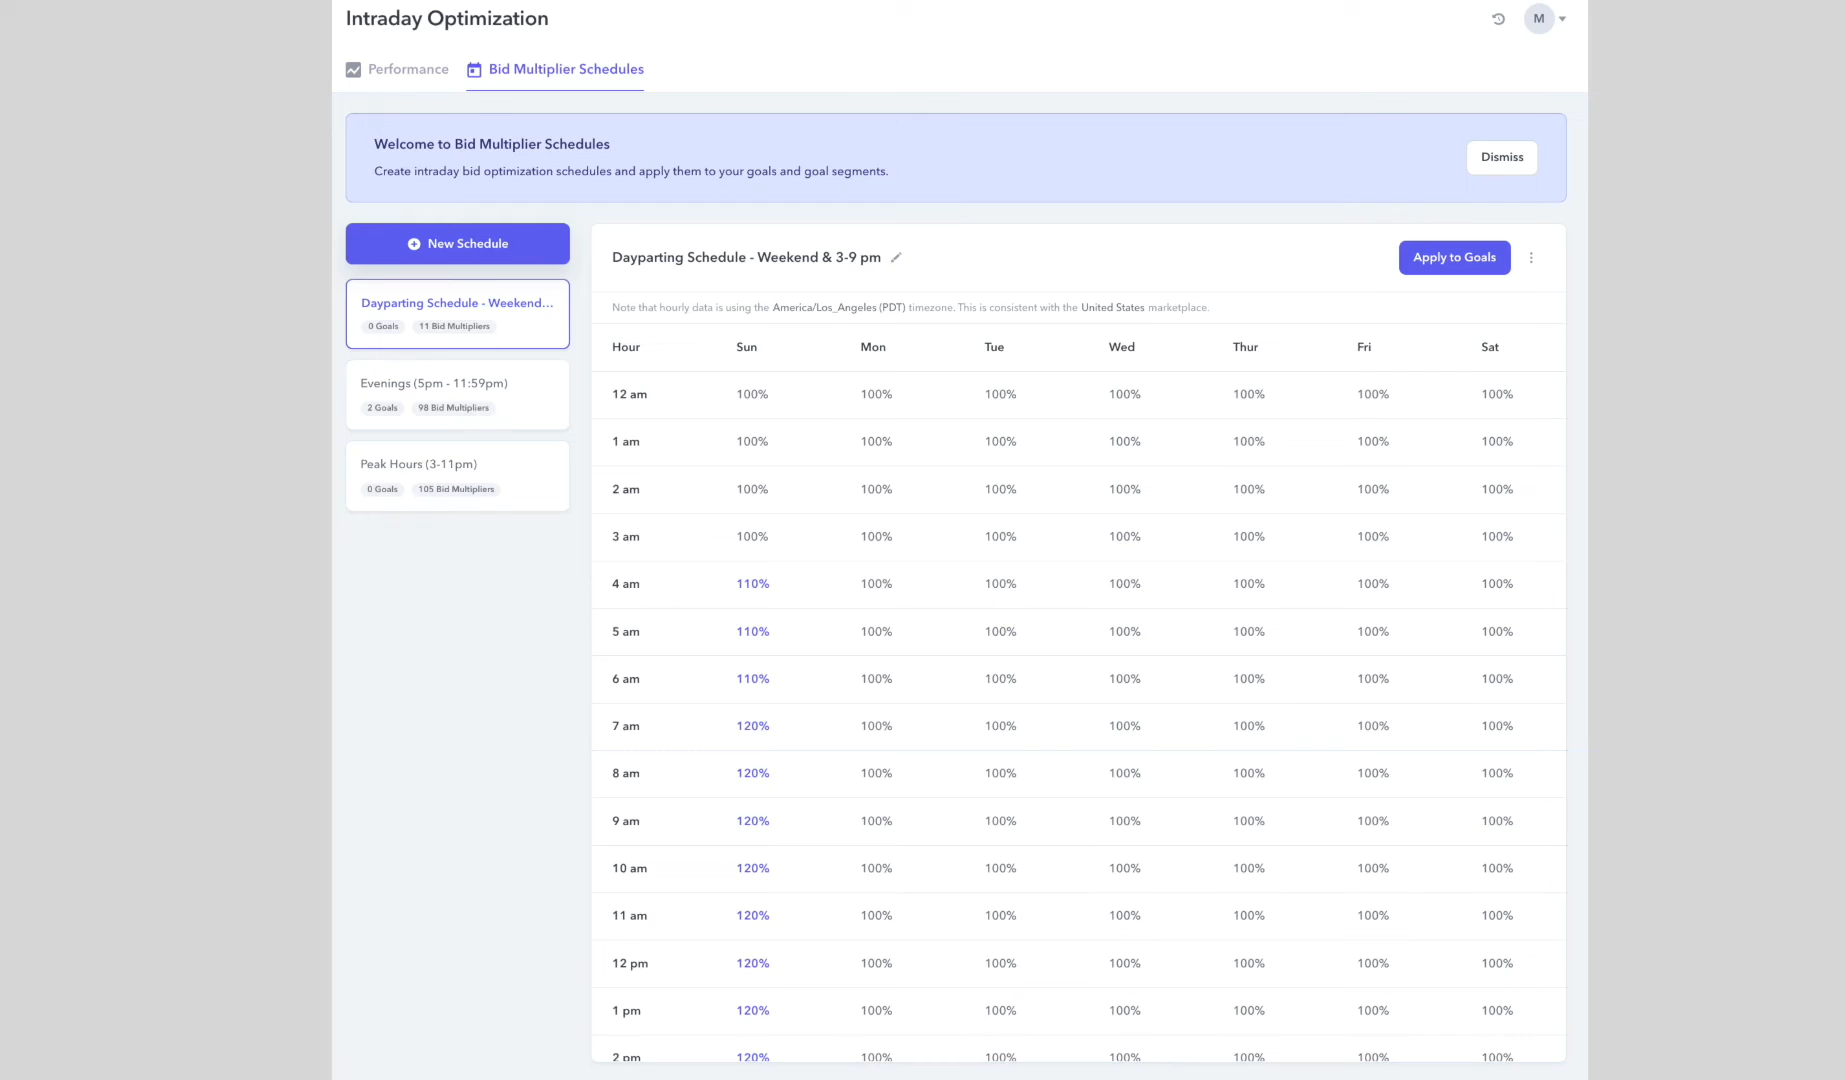 Intraday Optimization
M
Performance
Bid Multiplier Schedules
Welcome to Bid Multiplier Schedules
Create intraday bid optimization schedules and apply them to your goals and goal segments.
Dismiss
New Schedule
Dayparting Schedule - Weekend...
0 Goals 11 Bid Multipliers
Evenings (5pm - 11:59pm)
2 Goals 98 Bid Multipliers
Peak Hours (3-11pm)
0 Goals 105 Bid Multipliers
Dayparting Schedule - Weekend & 3-9 pm
Apply to Goals
Note that hourly data is using the America/Los_Angeles (PDT) timezone. This is consistent with the United States marketplace.
Hour Sun Mon Tue Wed Thur Fri Sat
12 am 100% 100% 100% 100% 100% 100% 100%
1 am 100% 100% 100% 100% 100% 100% 100%
2 am 100% 100% 100% 100% 100% 100% 100%
3 am 100% 100% 100% 100% 100% 100% 100%
4 am 110% 100% 100% 100% 100% 100% 100%
5 am 110% 100% 100% 100% 100% 100% 100%
6 am 110% 100% 100% 100% 100% 100% 100%
7 am 120% 100% 100% 100% 100% 100% 100%
8 am 120% 100% 100% 100% 100% 100% 100%
9 am 120% 100% 100% 100% 100% 100% 100%
10 am 120% 100% 100% 100% 100% 100% 100%
11 am 120% 100% 100% 100% 100% 100% 100%
12 pm 120% 100% 100% 100% 100% 100% 100%
1 pm 120% 100% 100% 100% 100% 100% 100%
2 pm 120% 100% 100% 100% 100% 100% 100%